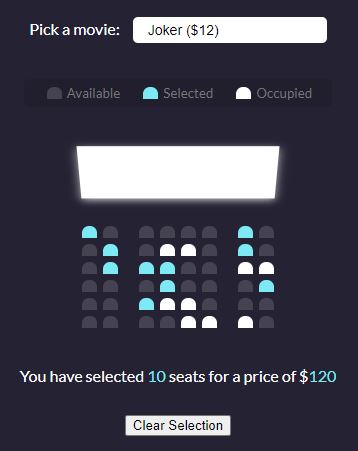 Pick a movie: Joker ($12)
Available Selected Occupied
You have selected 10 seats for a price of $120
Clear Selection